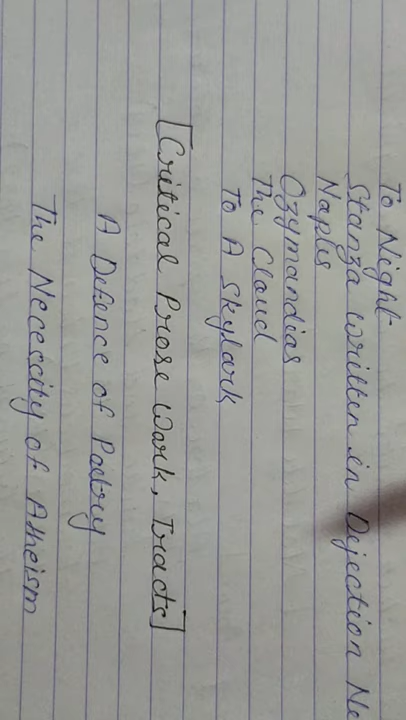 To Night
Stanza written in Dejection Ne
Naples
Ozymandias
The Cloud
To A Skylark
[Critical Prose Work, Tracts]
A Defence of Poetry
The Necessity of Atheism